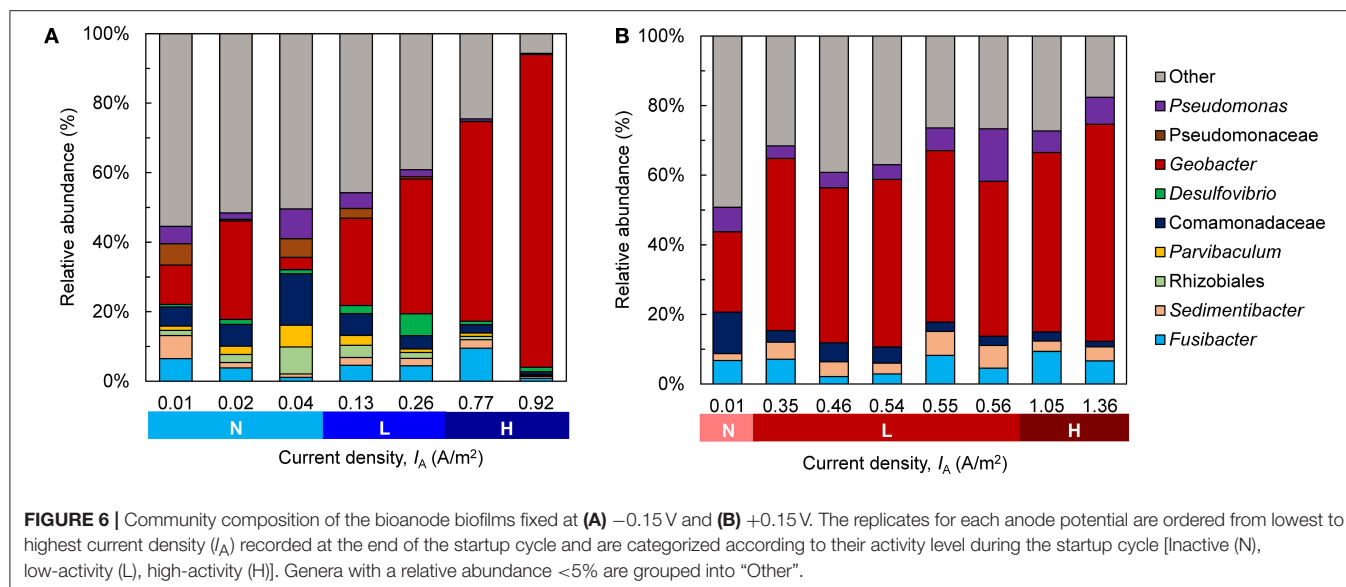 A
B
100%
80%
60%
40%
20%
0%
Relative abundance (%)
0.01 0.02 0.04 0.13 0.26 0.77 0.92
N L H
Current density, I_A (A/m²)
100%
80%
60%
40%
20%
0%
Relative abundance (%)
0.01 0.35 0.46 0.54 0.55 0.56 1.05 1.36
N L H
Current density, I_A (A/m²)
Other
Pseudomonas
Pseudomonaceae
Geobacter
Desulfovibrio
Comamonadaceae
Parvibaculum
Rhizobiales
Sedimentibacter
Fusibacter
FIGURE 6 | Community composition of the bioanode biofilms fixed at (A) −0.15 V and (B) +0.15 V. The replicates for each anode potential are ordered from lowest to
highest current density (I_A) recorded at the end of the startup cycle and are categorized according to their activity level during the startup cycle [Inactive (N),
low-activity (L), high-activity (H)]. Genera with a relative abundance <5% are grouped into “Other”.